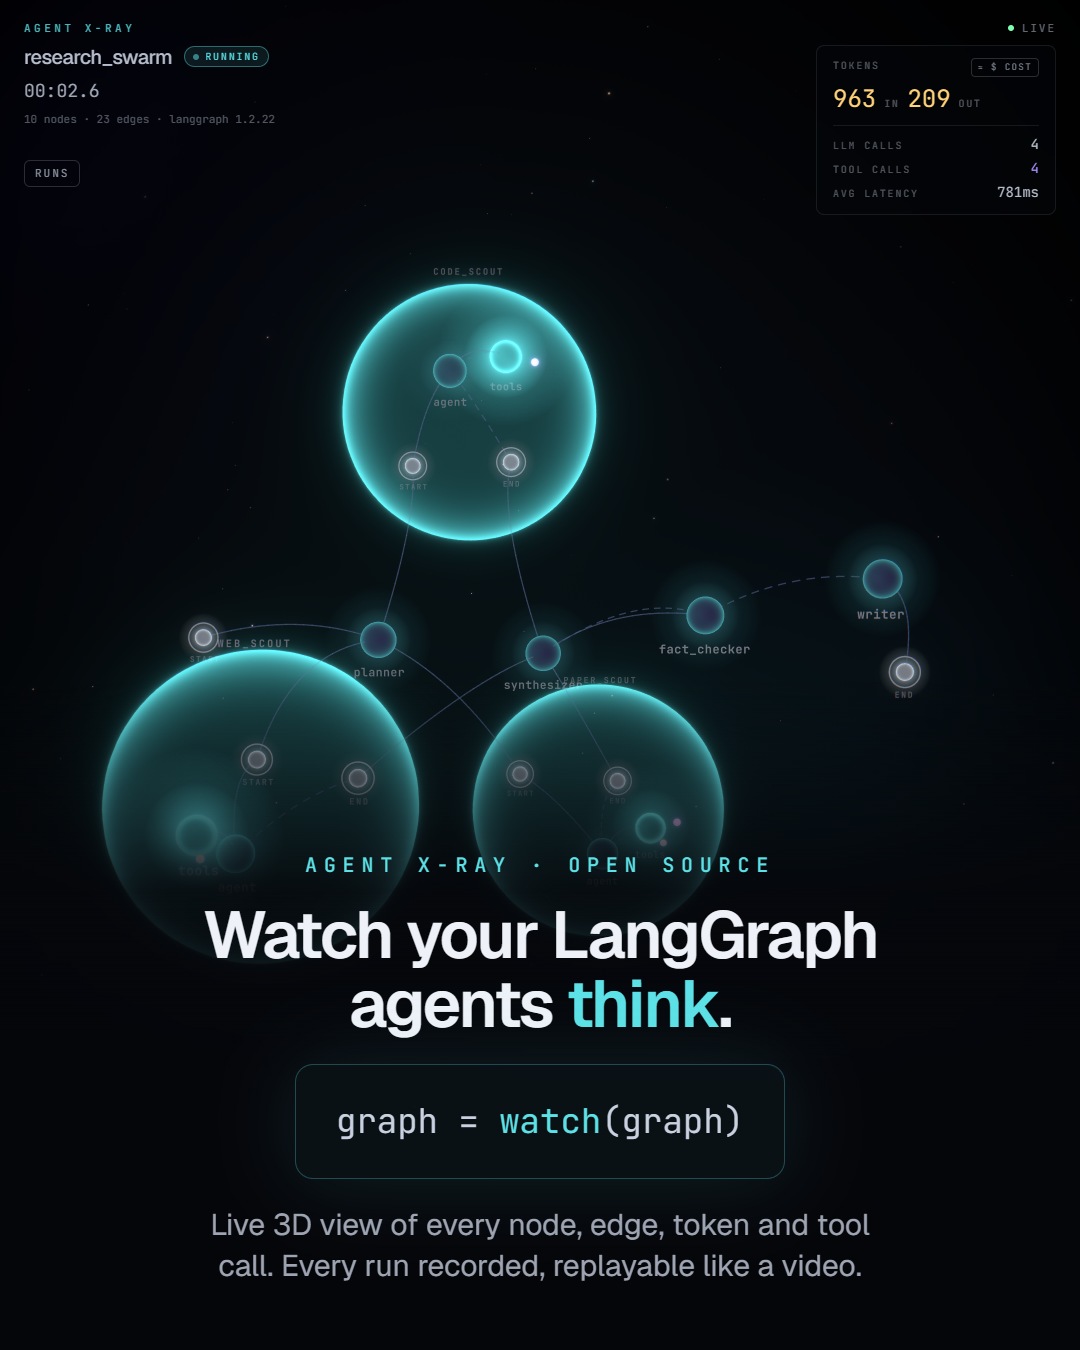 AGENT X-RAY
LIVE
research_swarm RUNNING
00:02.6
10 nodes · 23 edges · langgraph 1.2.22
RUNS
TOKENS
≈ $ COST
963 IN 209 OUT
LLM CALLS 4
TOOL CALLS 4
AVG LATENCY 781ms
CODE_SCOUT
tools
agent
START
END
writer
WEB_SCOUT
START
planner
fact_checker
synthesizer
PAPER_SCOUT
END
START
END
START
END
tools
agent
agent
AGENT X-RAY · OPEN SOURCE
Watch your LangGraph
agents think.
graph = watch(graph)
Live 3D view of every node, edge, token and tool
call. Every run recorded, replayable like a video.